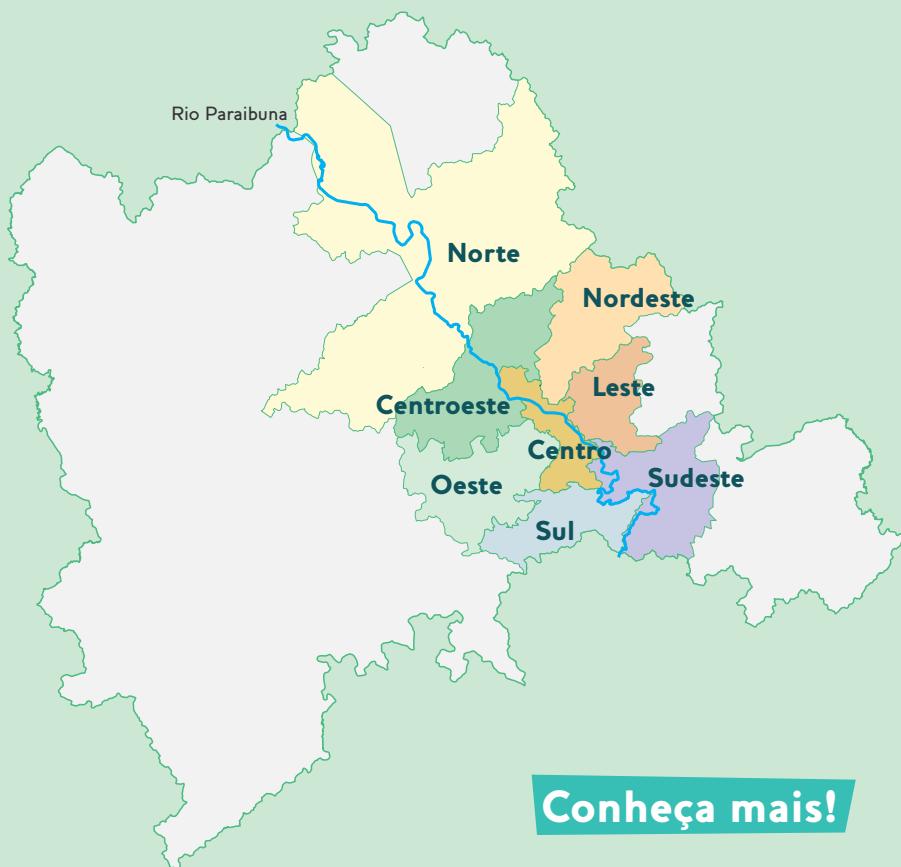 Rio Paraibuna
Norte
Nordeste
Leste
Centroeste
Centro
Sudeste
Oeste
Sul
Conheça mais!